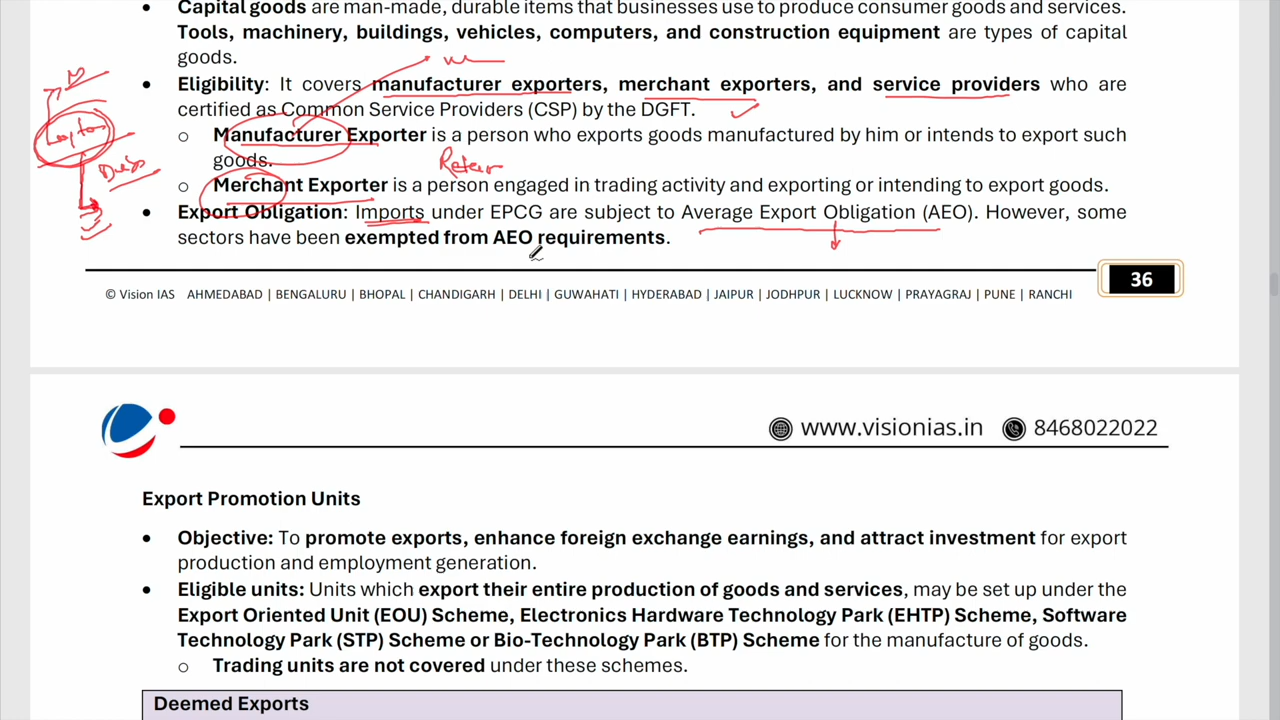 Capital goods are man-made, durable items that businesses use to produce consumer goods and services.
Tools, machinery, buildings, vehicles, computers, and construction equipment are types of capital
goods.
Eligibility: It covers manufacturer exporters, merchant exporters, and service providers who are
certified as Common Service Providers (CSP) by the DGFT.
Manufacturer Exporter is a person who exports goods manufactured by him or intends to export such
goods.
Merchant Exporter is a person engaged in trading activity and exporting or intending to export goods.
Export Obligation: Imports under EPCG are subject to Average Export Obligation (AEO). However, some
sectors have been exempted from AEO requirements.
© Vision IAS AHMEDABAD | BENGALURU | BHOPAL | CHANDIGARH | DELHI | GUWAHATI | HYDERABAD | JAIPUR | JODHPUR | LUCKNOW | PRAYAGRAJ | PUNE | RANCHI
36
www.visionias.in 8468022022
Export Promotion Units
Objective: To promote exports, enhance foreign exchange earnings, and attract investment for export
production and employment generation.
Eligible units: Units which export their entire production of goods and services, may be set up under the
Export Oriented Unit (EOU) Scheme, Electronics Hardware Technology Park (EHTP) Scheme, Software
Technology Park (STP) Scheme or Bio-Technology Park (BTP) Scheme for the manufacture of goods.
Trading units are not covered under these schemes.
Deemed Exports